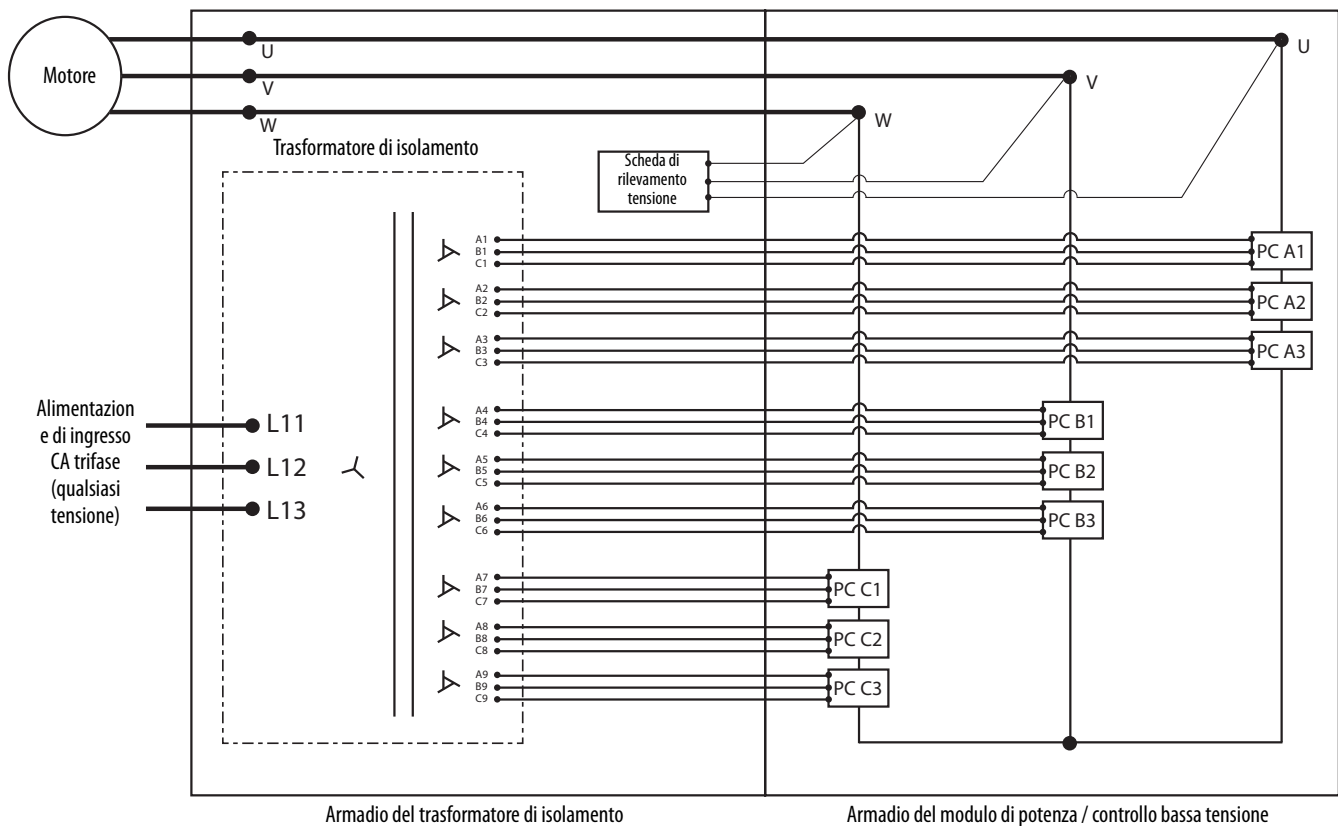 Motore
U
V
W
U
V
W
Trasformatore di isolamento
Scheda di
rilevamento
tensione
A1
B1
C1
PC A1
A2
B2
C2
PC A2
A3
B3
C3
PC A3
Alimentazion
e di ingresso
CA trifase
(qualsiasi
tensione)
L11
L12
L13
A4
B4
C4
PC B1
A5
B5
C5
PC B2
A6
B6
C6
PC B3
A7
B7
C7
PC C1
A8
B8
C8
PC C2
A9
B9
C9
PC C3
Armadio del trasformatore di isolamento
Armadio del modulo di potenza / controllo bassa tensione